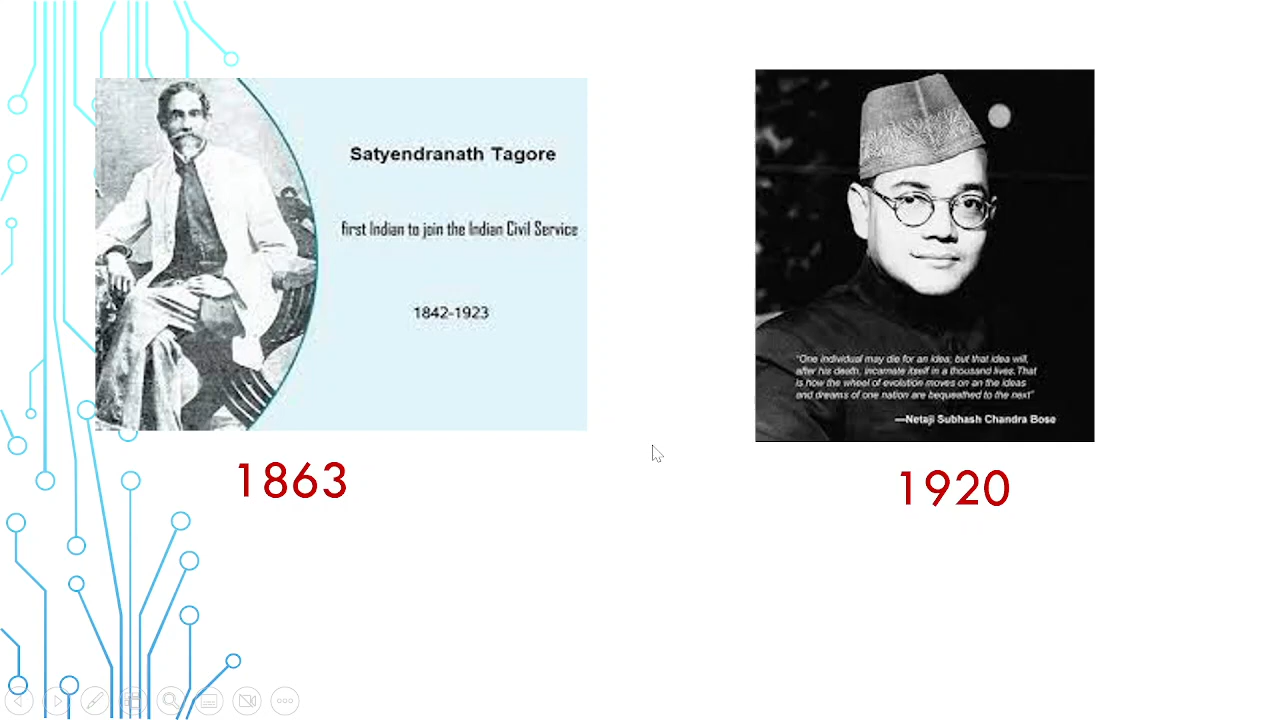 Satyendranath Tagore
first Indian to join the Indian Civil Service
1842-1923
1863
"One individual may die for an idea; but that idea will,
after his death, incarnate itself in a thousand lives. That
is how the wheel of evolution moves on an the ideas
and dreams of one nation are bequeathed to the next"
—Netaji Subhash Chandra Bose
1920